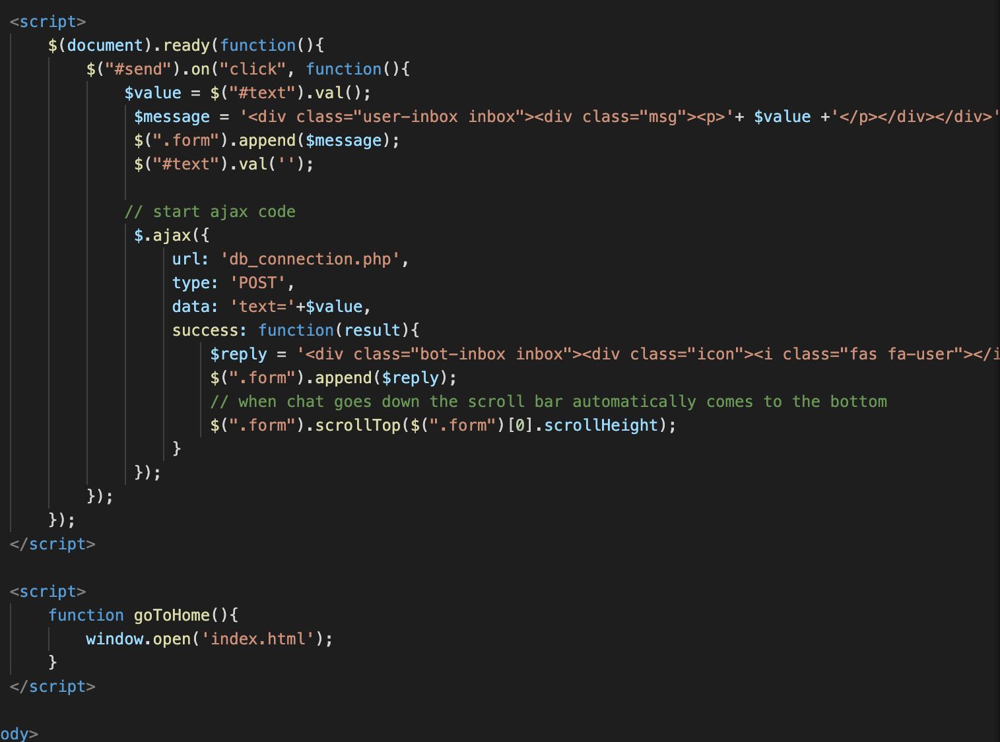 <script>
$(document).ready(function(){
$("#send").on("click", function(){
$value = $("#text").val();
$message = '<div class="user-inbox inbox"><div class="msg"><p>'+ $value +'</p></div></div>'
$(".form").append($message);
$("#text").val('');
// start ajax code
$.ajax({
url: 'db_connection.php',
type: 'POST',
data: 'text='+$value,
success: function(result){
$reply = '<div class="bot-inbox inbox"><div class="icon"><i class="fas fa-user"></i
$(".form").append($reply);
// when chat goes down the scroll bar automatically comes to the bottom
$(".form").scrollTop($(".form")[0].scrollHeight);
}
});
});
});
</script>
<script>
function goToHome(){
window.open('index.html');
}
</script>
ody>